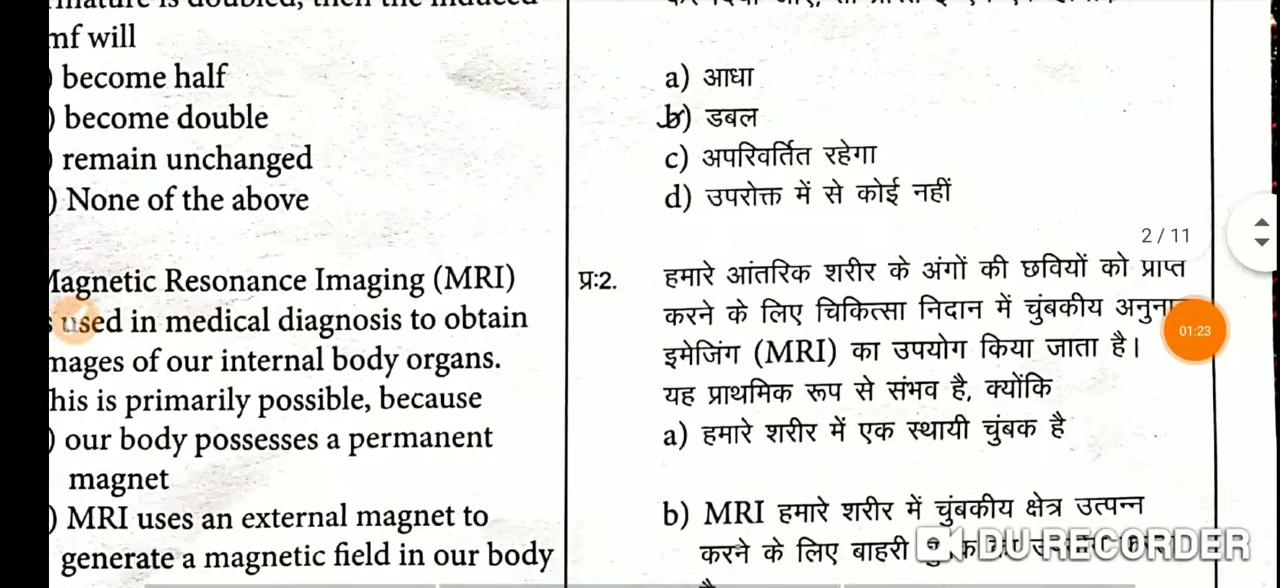 mf will
become half
) become double
remain unchanged
) None of the above
Magnetic Resonance Imaging (MRI)
s used in medical diagnosis to obtain
mages of our internal body organs.
his is primarily possible, because
) our body possesses a permanent
magnet
) MRI uses an external magnet to
generate a magnetic field in our body
a) आधा
b) डबल
c) अपरिवर्तित रहेगा
d) उपरोक्त में से कोई नहीं
2 / 11
प्र:2. हमारे आंतरिक शरीर के अंगों की छवियों को प्राप्त
करने के लिए चिकित्सा निदान में चुंबकीय
इमेजिंग (MRI) का उपयोग किया जाता है।
यह प्राथमिक रूप से संभव है, क्योंकि
a) हमारे शरीर में एक स्थायी चुंबक है
b) MRI हमारे शरीर में चुंबकीय क्षेत्र उत्पन्न
करने के लिए बाहरी
01:23
DU RECORDER